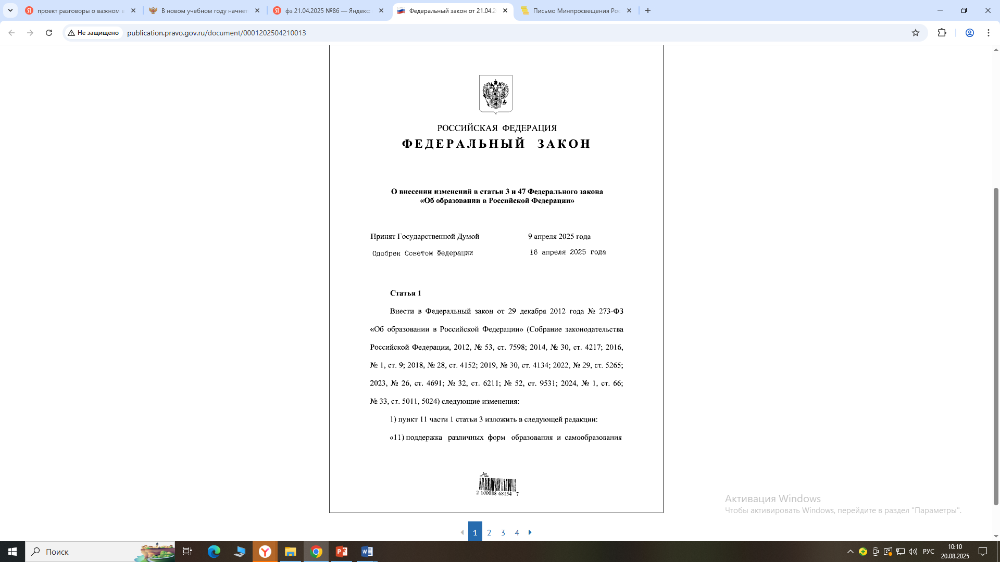 проект разговоры о важном в
В новом учебном году начнет
фз 21.04.2025 №86 — Яндекс:
Федеральный закон от 21.04.2
Письмо Минпросвещения Рос
Не защищено
publication.pravo.gov.ru/document/0001202504210013
РОССИЙСКАЯ ФЕДЕРАЦИЯ
ФЕДЕРАЛЬНЫЙ ЗАКОН
О внесении изменений в статьи 3 и 47 Федерального закона
«Об образовании в Российской Федерации»
Принят Государственной Думой 9 апреля 2025 года
Одобрен Советом Федерации 16 апреля 2025 года
Статья 1
Внести в Федеральный закон от 29 декабря 2012 года № 273-ФЗ
«Об образовании в Российской Федерации» (Собрание законодательства
Российской Федерации, 2012, № 53, ст. 7598; 2014, № 30, ст. 4217; 2016,
№ 1, ст. 9; 2018, № 28, ст. 4152; 2019, № 30, ст. 4134; 2022, № 29, ст. 5265;
2023, № 26, ст. 4691; № 32, ст. 6211; № 52, ст. 9531; 2024, № 1, ст. 66;
№ 33, ст. 5011, 5024) следующие изменения:
1) пункт 11 части 1 статьи 3 изложить в следующей редакции:
«11) поддержка различных форм образования и самообразования
2 100088 68154 7
Активация Windows
Чтобы активировать Windows, перейдите в раздел "Параметры".
1 2 3 4
Поиск
РУС
10:10
20.08.2025